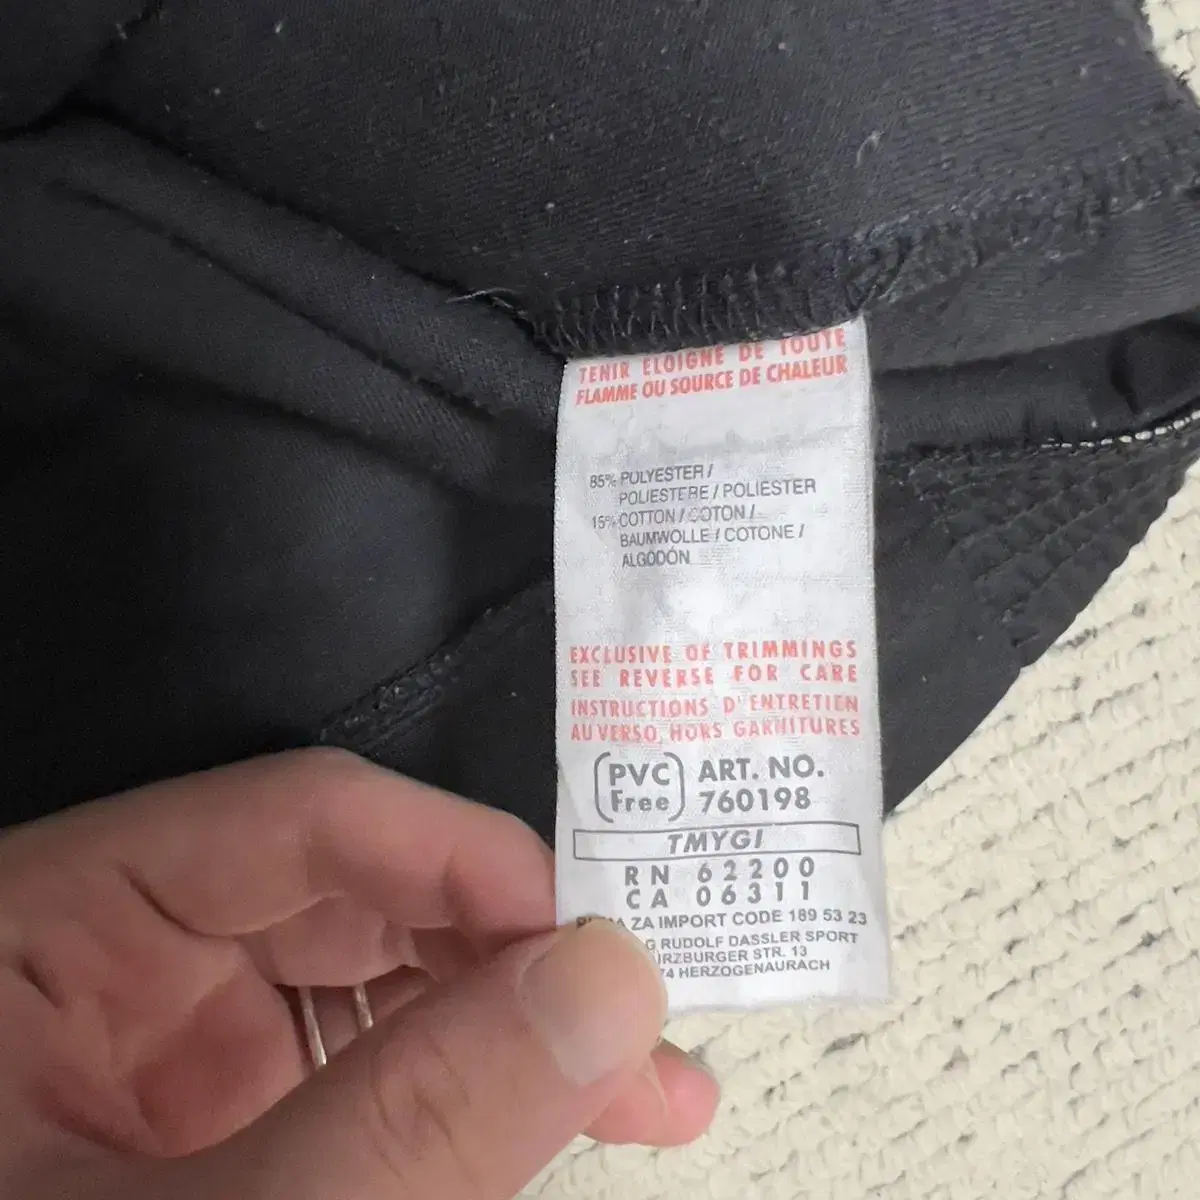 TENIR ELOIGNE DE TOUTE
FLAMME OU SOURCE DE CHALEUR
85% POLYESTER /
POLIESTERE / POLIESTER
15% COTTON / COTON /
BAUMWOLLE / COTONE /
ALGODÓN
EXCLUSIVE OF TRIMMINGS
SEE REVERSE FOR CARE
INSTRUCTIONS D'ENTRETIEN
AU VERSO, HORS GARNITURES
PVC Free ART. NO.
760198
TMYGI
RN 62200
CA 06311
ZA IMPORT CODE 189 53 23
G RUDOLF DASSLER SPORT
STR. 13
HERZOGENAURACH